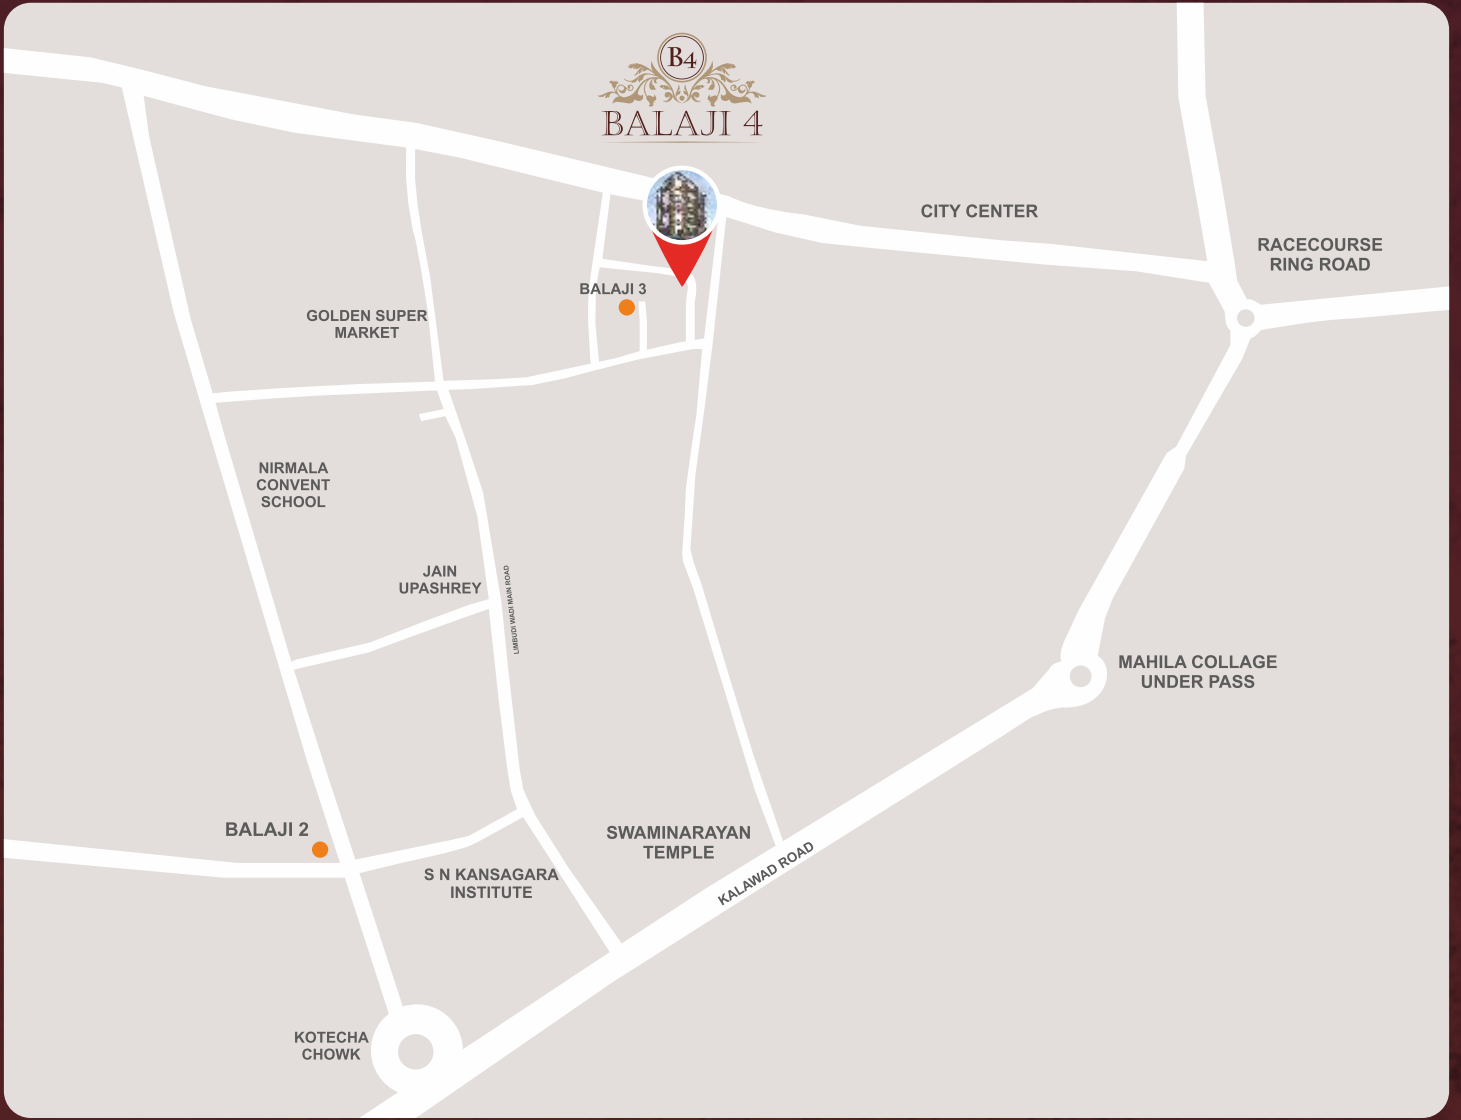 B4
BALAJI 4
CITY CENTER
RACECOURSE
RING ROAD
BALAJI 3
GOLDEN SUPER
MARKET
NIRMALA
CONVENT
SCHOOL
JAIN
UPASHREY
LIMBUDI WADI MAIN ROAD
MAHILA COLLAGE
UNDER PASS
BALAJI 2
SWAMINARAYAN
TEMPLE
KALAWAD ROAD
S N KANSAGARA
INSTITUTE
KOTECHA
CHOWK